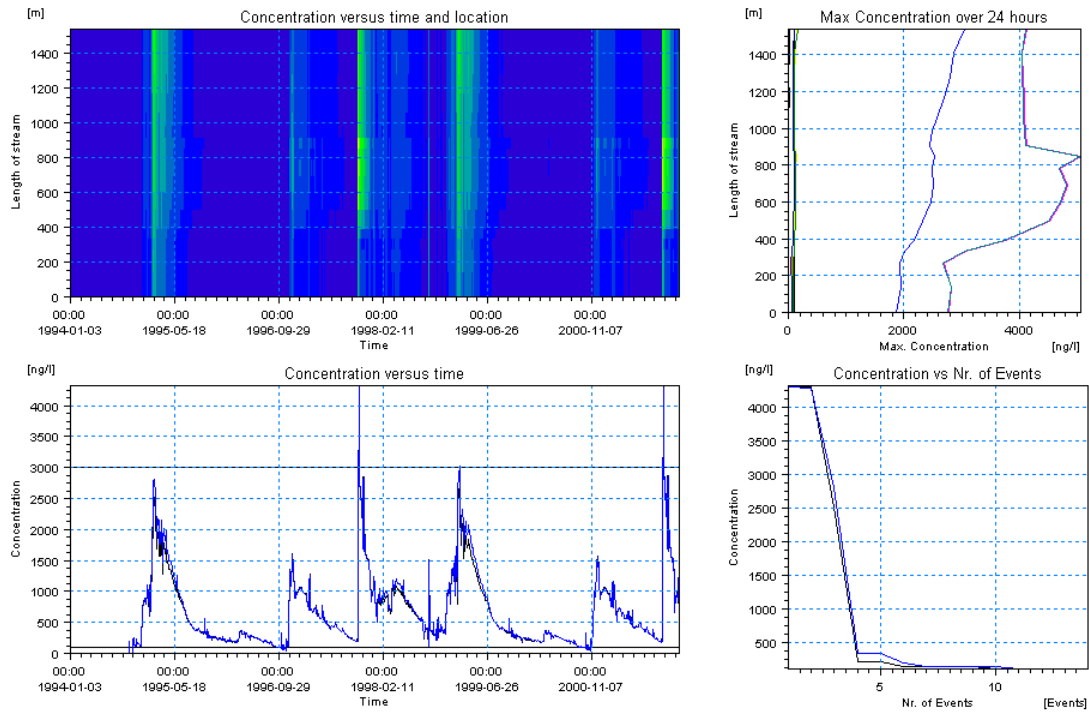 [m] Concentration versus time and location
1400
1200
1000
800
600
400
200
0
Length of stream
00:00 00:00 00:00 00:00 00:00 00:00
1994-01-03 1995-05-18 1996-09-29 1998-02-11 1999-06-26 2000-11-07
Time
[m] Max Concentration over 24 hours
1400
1200
1000
800
600
400
200
0
Length of stream
0 2000 4000
Max. Concentration [ng/l]
[ng/l] Concentration versus time
4000
3500
3000
2500
2000
1500
1000
500
0
Concentration
00:00 00:00 00:00 00:00 00:00 00:00
1994-01-03 1995-05-18 1996-09-29 1998-02-11 1999-06-26 2000-11-07
Time
[ng/l] Concentration vs Nr. of Events
4000
3500
3000
2500
2000
1500
1000
500
Concentration
5 10
Nr. of Events [Events]